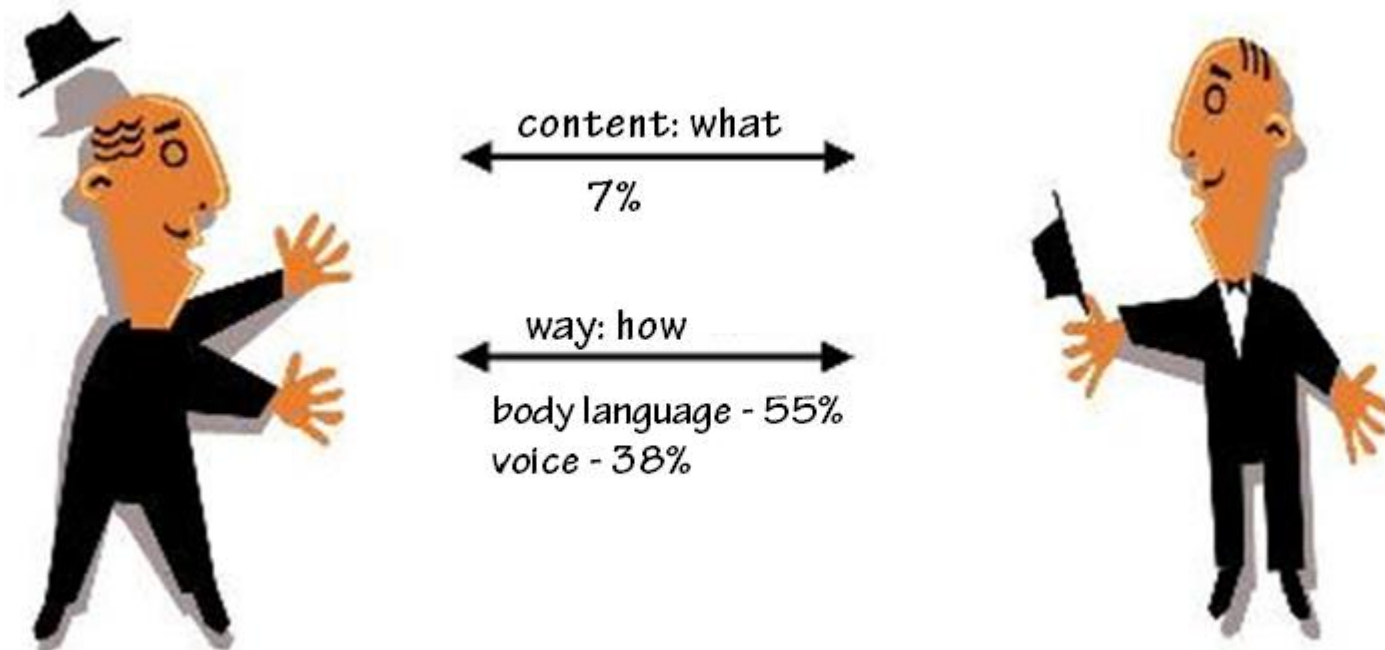 content: what
7%
way: how
body language - 55%
voice - 38%